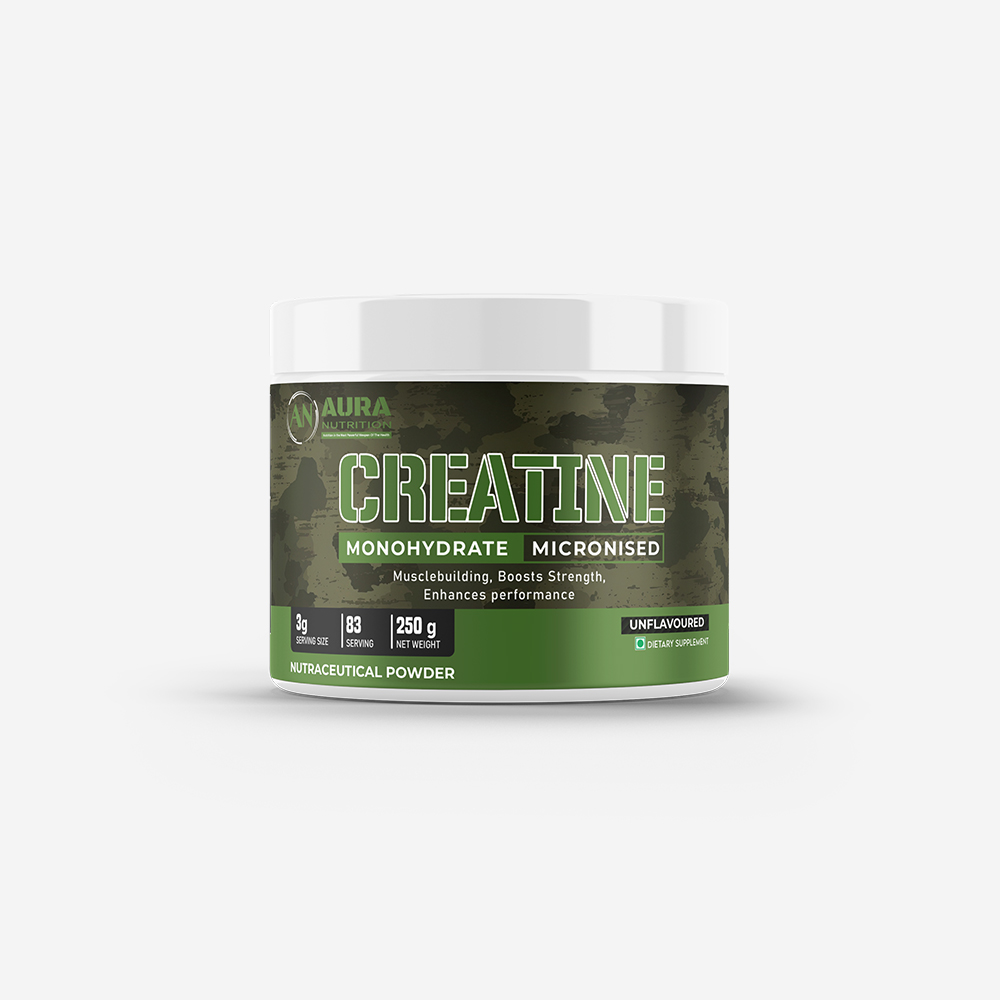 AN
AURA
NUTRITION
CREATINE
MONOHYDRATE MICRONISED
Musclebuilding, Boosts Strength,
Enhances performance
3g
SERVING SIZE
83
SERVING
250 g
NET WEIGHT
UNFLAVOURED
DIETARY SUPPLEMENT
NUTRACEUTICAL POWDER